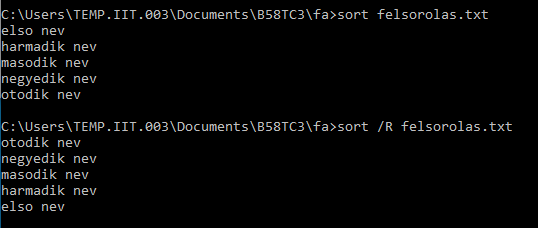 C:\Users\TEMP.IIT.003\Documents\B58TC3\fa>sort felsorolas.txt
elso nev
harmadik nev
masodik nev
negyedik nev
otodik nev
C:\Users\TEMP.IIT.003\Documents\B58TC3\fa>sort /R felsorolas.txt
otodik nev
negyedik nev
masodik nev
harmadik nev
elso nev